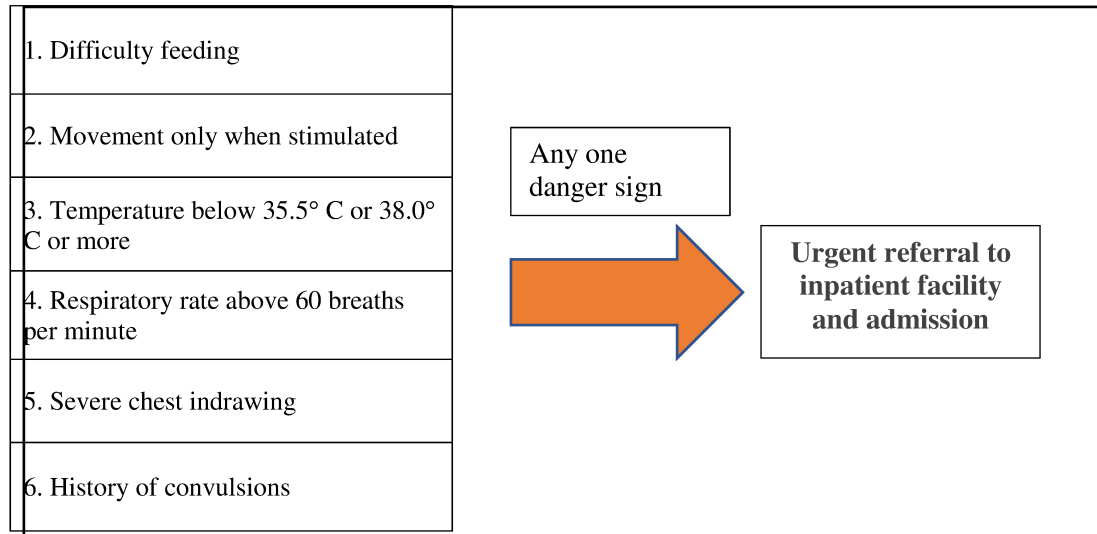 1. Difficulty feeding
2. Movement only when stimulated
3. Temperature below 35.5° C or 38.0°
C or more
4. Respiratory rate above 60 breaths
per minute
5. Severe chest indrawing
6. History of convulsions
Any one
danger sign
Urgent referral to
inpatient facility
and admission